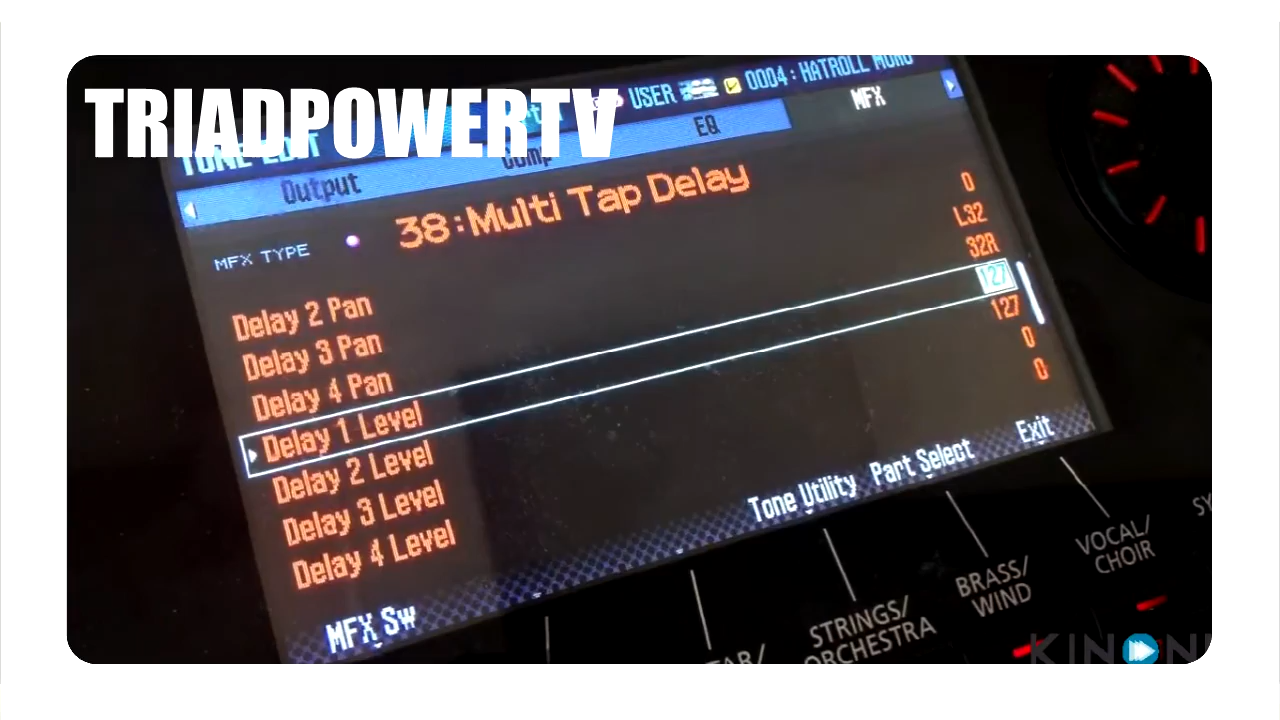 TRIADPOWERTV
TONE EDIT
USER
0004: HATROLL MONO
Output
Comp
EQ
MFX
MFX TYPE
38:Multi Tap Delay
Delay 2 Pan 0
Delay 3 Pan L32
Delay 4 Pan 32R
Delay 1 Level 127
Delay 2 Level 127
Delay 3 Level 0
Delay 4 Level 0
MFX Sw
Tone Utility
Part Select
Exit
STRINGS/
ORCHESTRA
BRASS/
WIND
VOCAL/
CHOIR